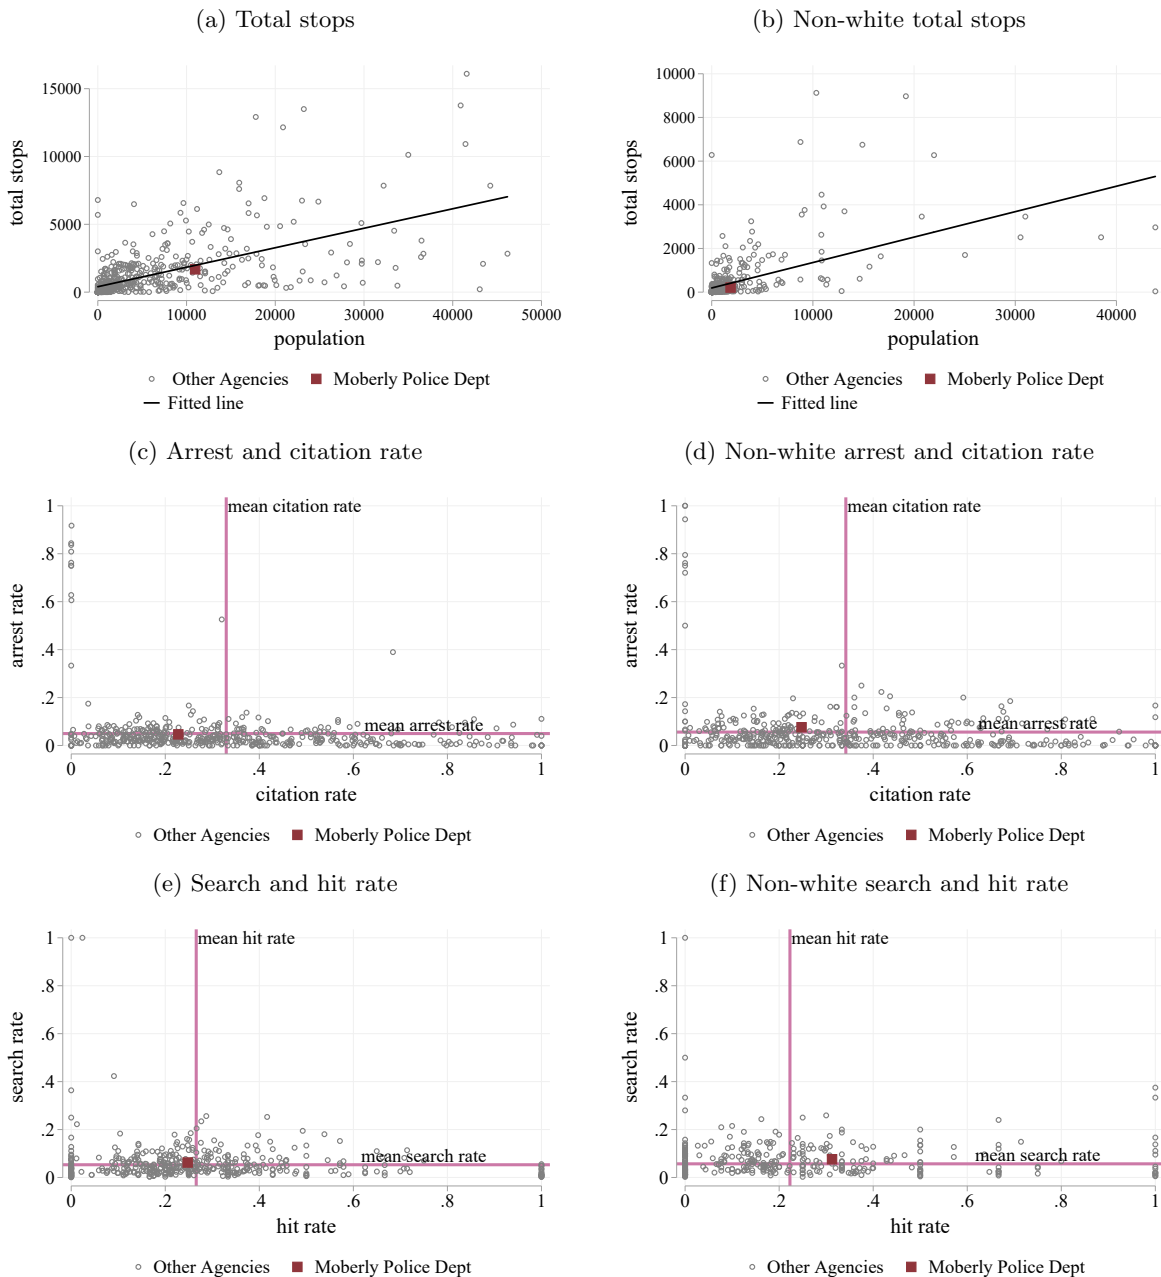 (a) Total stops
(b) Non-white total stops
total stops
15000
10000
5000
0
0 10000 20000 30000 40000 50000
population
Other Agencies Moberly Police Dept
Fitted line
total stops
10000
8000
6000
4000
2000
0
0 10000 20000 30000 40000
population
Other Agencies Moberly Police Dept
Fitted line
(c) Arrest and citation rate
(d) Non-white arrest and citation rate
arrest rate
1
.8
.6
.4
.2
0
mean citation rate
mean arrest rate
0 .2 .4 .6 .8 1
citation rate
Other Agencies Moberly Police Dept
arrest rate
1
.8
.6
.4
.2
0
mean citation rate
mean arrest rate
0 .2 .4 .6 .8 1
citation rate
Other Agencies Moberly Police Dept
(e) Search and hit rate
(f) Non-white search and hit rate
search rate
1
.8
.6
.4
.2
0
mean hit rate
mean search rate
0 .2 .4 .6 .8 1
hit rate
Other Agencies Moberly Police Dept
search rate
1
.8
.6
.4
.2
0
mean hit rate
mean search rate
0 .2 .4 .6 .8 1
hit rate
Other Agencies Moberly Police Dept